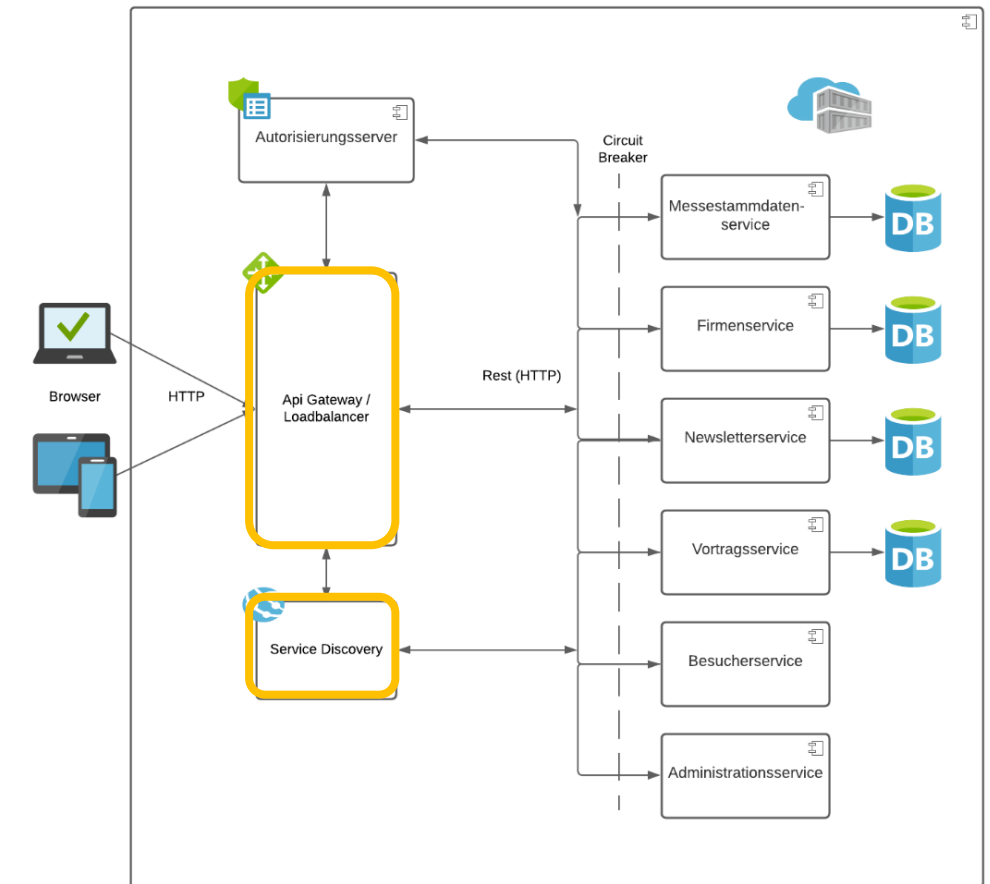 Autorisierungsserver
Circuit
Breaker
Messestammdaten-
service
DB
Firmenservice
DB
Browser
HTTP
Api Gateway /
Loadbalancer
Rest (HTTP)
Newsletterservice
DB
Vortragsservice
DB
Service Discovery
Besucherservice
Administrationsservice